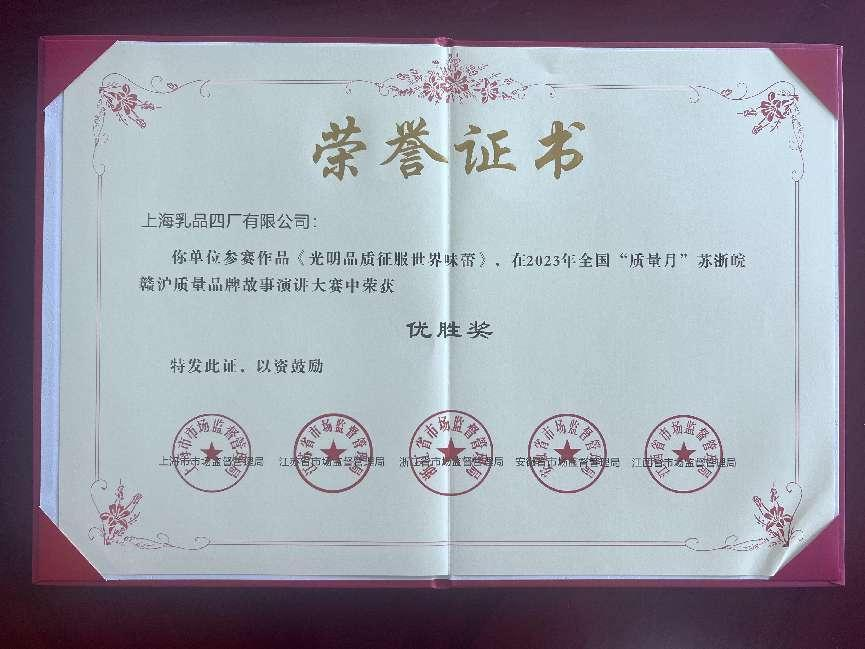 荣誉证书
上海乳品四厂有限公司：
你单位参赛作品《光明品质征服世界味蕾》，在2023年全国“质量月”苏浙皖
赣沪质量品牌故事演讲大赛中荣获
优胜奖
特发此证，以资鼓励
上海市市场监督管理局 江苏省市场监督管理局 浙江省市场监督管理局 安徽省市场监督管理局 江西省市场监督管理局